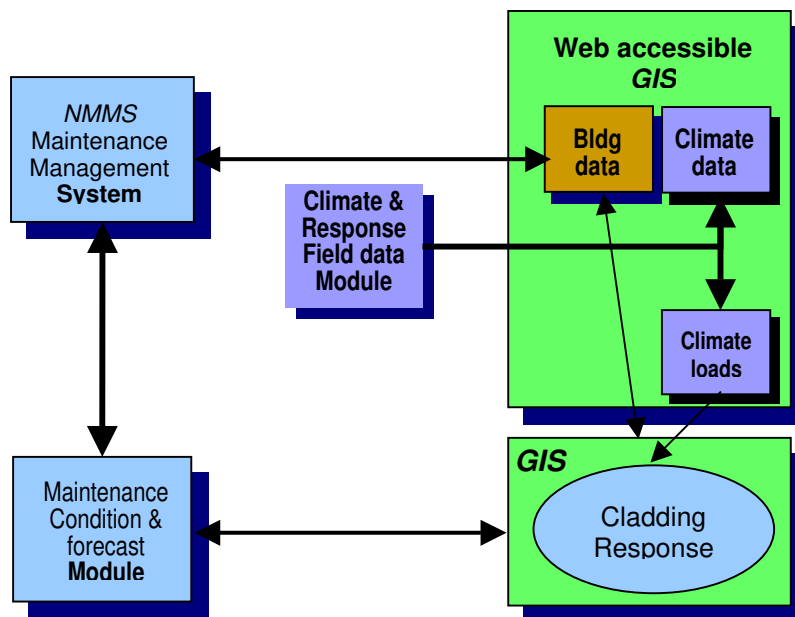 Web accessible
GIS
NMMS
Maintenance
Management
System
Bldg
data
Climate
data
Climate &
Response
Field data
Module
Climate
loads
GIS
Cladding
Response
Maintenance
Condition &
forecast
Module